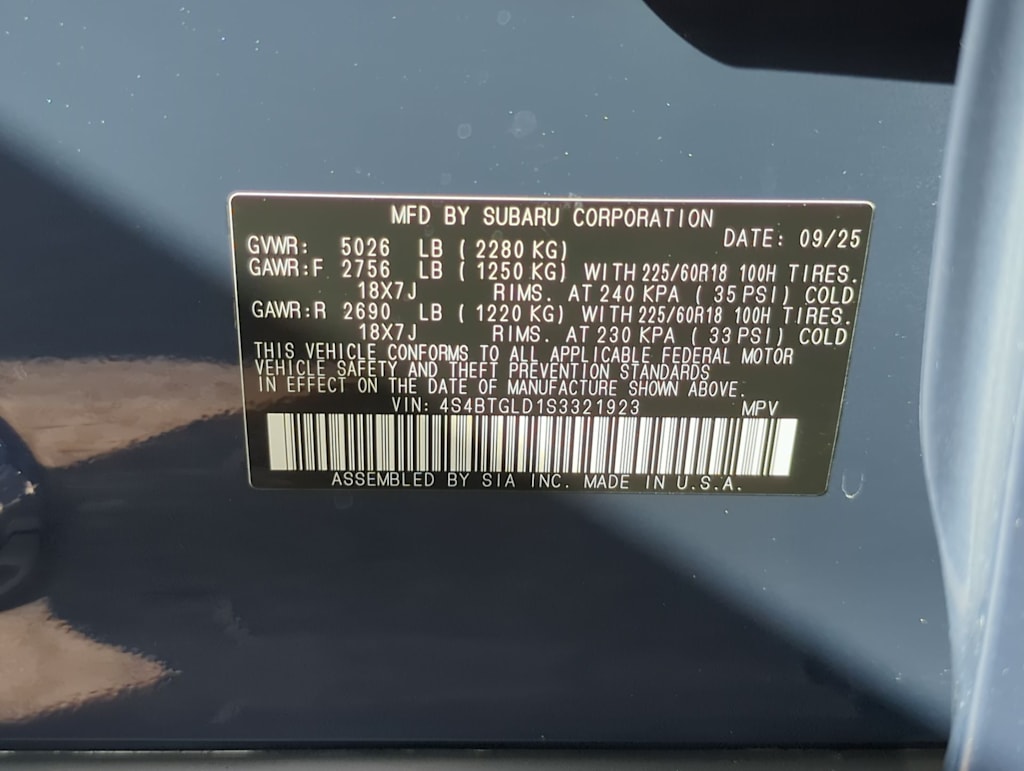 MFD BY SUBARU CORPORATION
DATE: 09/25
GVWR: 5026 LB ( 2280 KG)
GAWR:F 2756 LB ( 1250 KG) WITH 225/60R18 100H TIRES.
18X7J RIMS. AT 240 KPA ( 35 PSI) COLD
GAWR:R 2690 LB ( 1220 KG) WITH 225/60R18 100H TIRES.
18X7J RIMS. AT 230 KPA ( 33 PSI) COLD
THIS VEHICLE CONFORMS TO ALL APPLICABLE FEDERAL MOTOR
VEHICLE SAFETY AND THEFT PREVENTION STANDARDS
IN EFFECT ON THE DATE OF MANUFACTURE SHOWN ABOVE.
VIN: 4S4BTGLD1S3321923 MPV
ASSEMBLED BY SIA INC. MADE IN U.S.A.